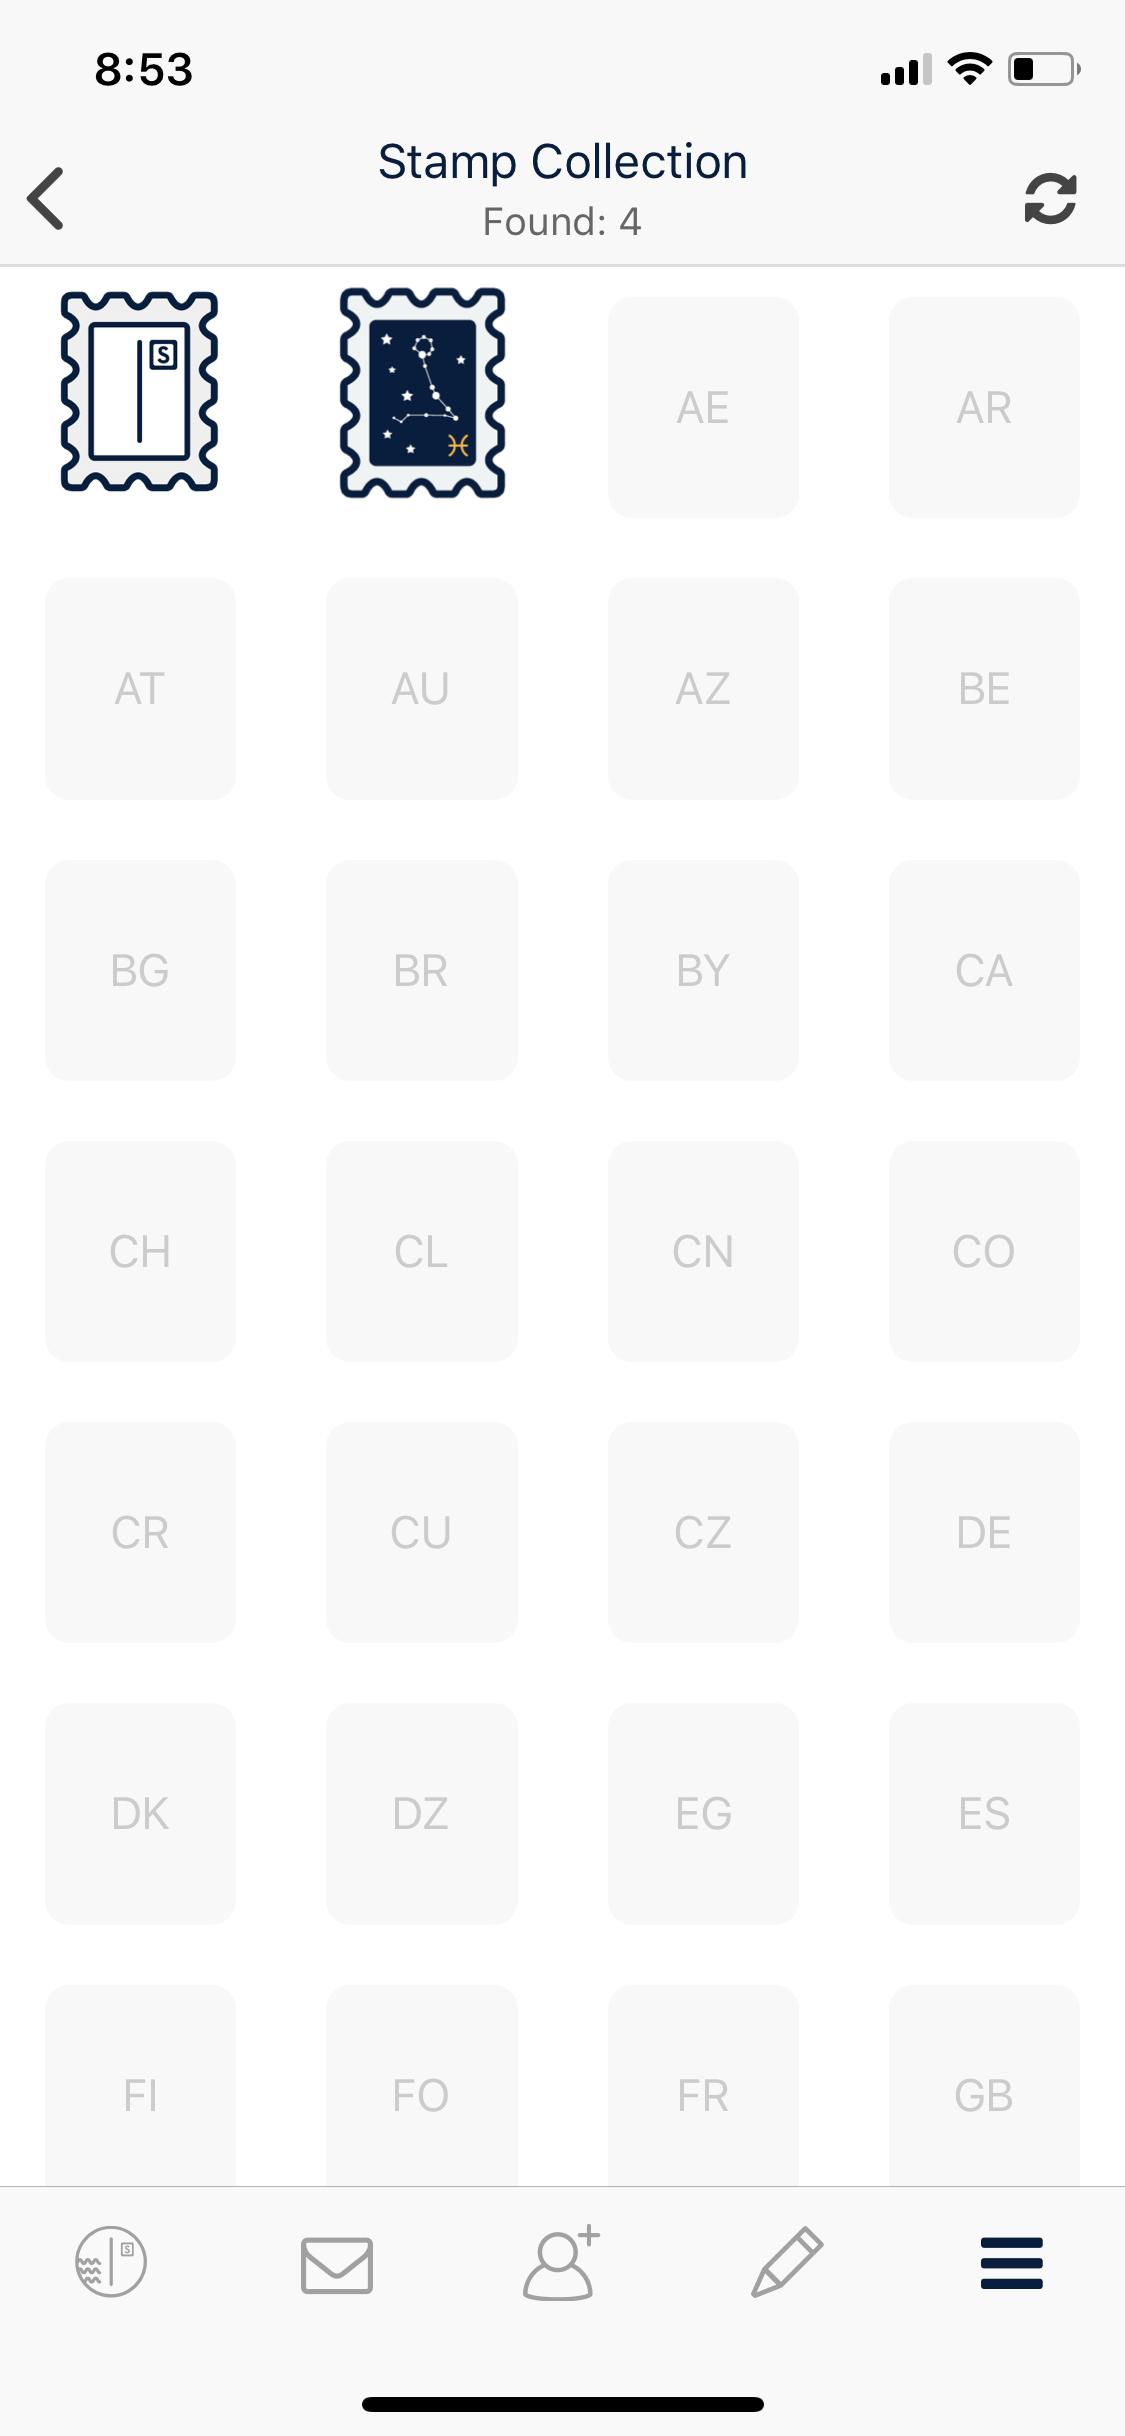 8:53
Stamp Collection
Found: 4
S
AE
AR
AT
AU
AZ
BE
BG
BR
BY
CA
CH
CL
CN
CO
CR
CU
CZ
DE
DK
DZ
EG
ES
FI
FO
FR
GB
S